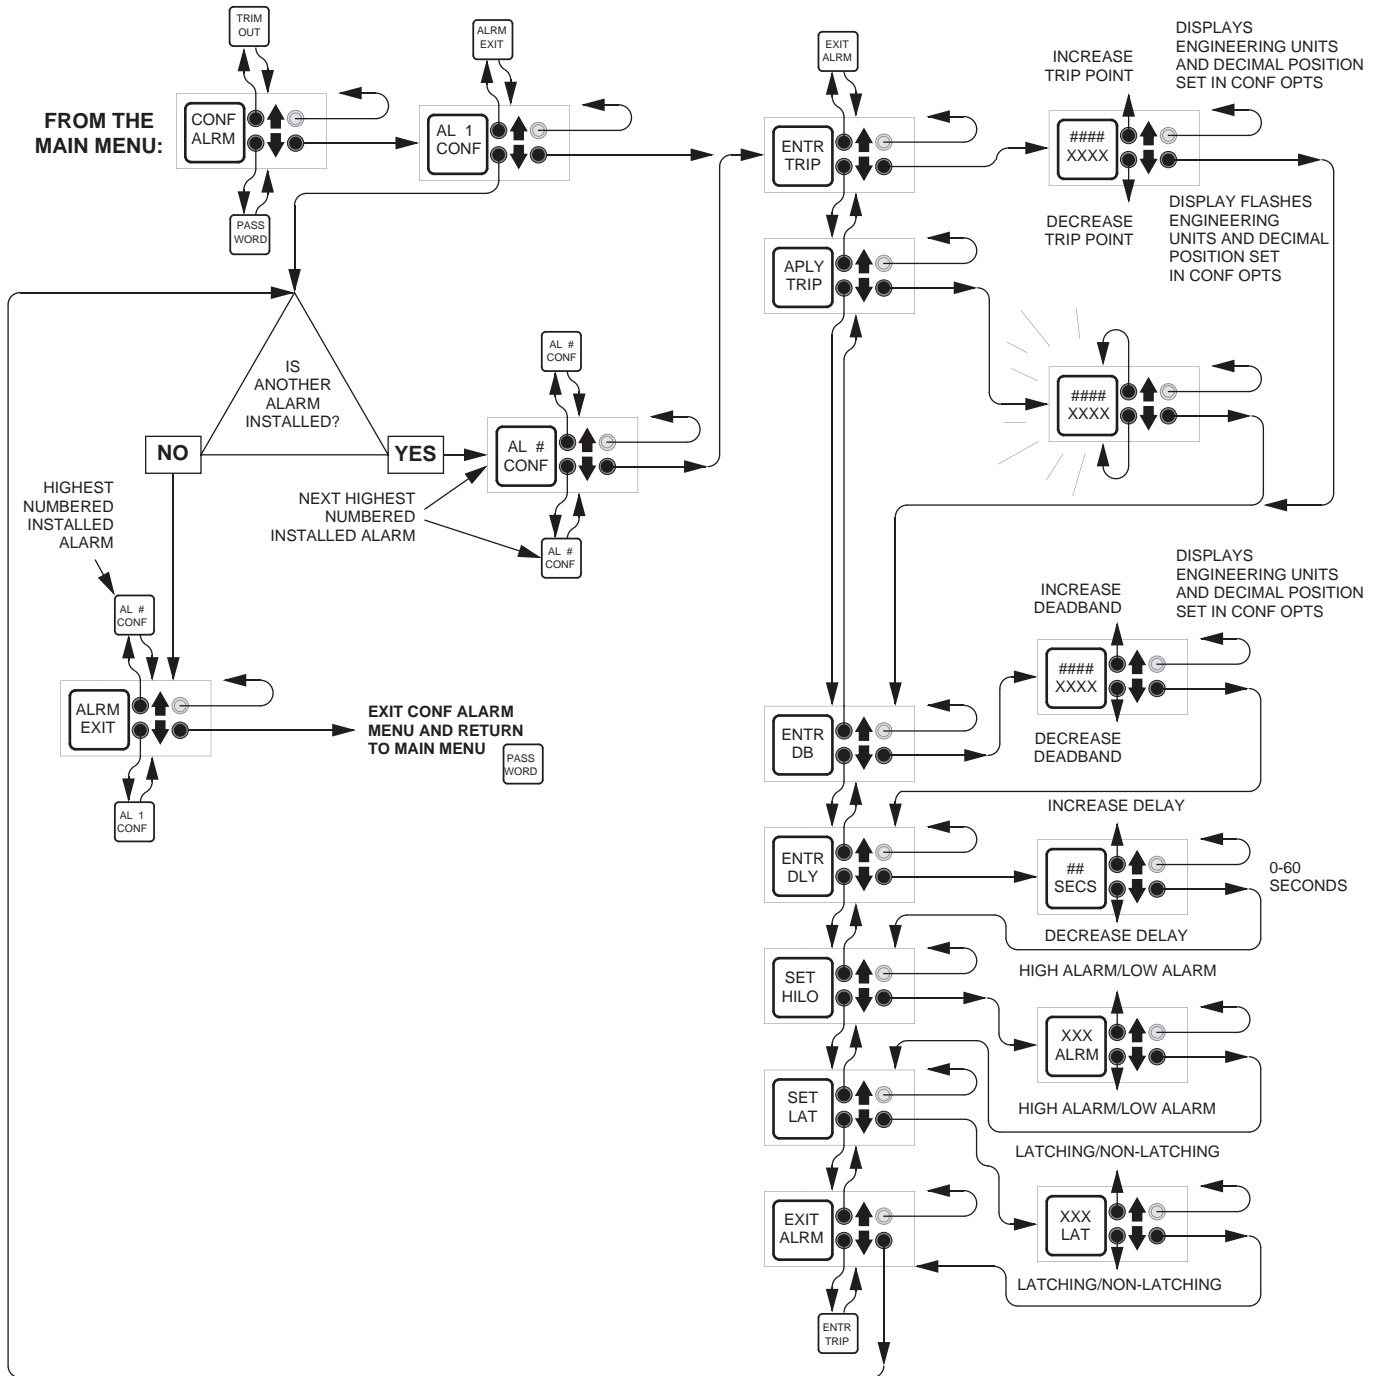 TRIM
OUT
FROM THE
MAIN MENU:
CONF
ALRM
PASS
WORD
ALRM
EXIT
AL 1
CONF
EXIT
ALRM
ENTR
TRIP
INCREASE
TRIP POINT
DISPLAYS
ENGINEERING UNITS
AND DECIMAL POSITION
SET IN CONF OPTS
####
XXXX
DECREASE
TRIP POINT
DISPLAY FLASHES
ENGINEERING
UNITS AND DECIMAL
POSITION SET
IN CONF OPTS
APLY
TRIP
####
XXXX
IS
ANOTHER
ALARM
INSTALLED?
NO
YES
AL #
CONF
AL #
CONF
AL #
CONF
NEXT HIGHEST
NUMBERED
INSTALLED ALARM
HIGHEST
NUMBERED
INSTALLED
ALARM
AL #
CONF
ALRM
EXIT
AL 1
CONF
EXIT CONF ALARM
MENU AND RETURN
TO MAIN MENU
PASS
WORD
ENTR
DB
INCREASE
DEADBAND
DISPLAYS
ENGINEERING UNITS
AND DECIMAL POSITION
SET IN CONF OPTS
####
XXXX
DECREASE
DEADBAND
ENTR
DLY
INCREASE DELAY
##
SECS
0-60
SECONDS
DECREASE DELAY
SET
HILO
HIGH ALARM/LOW ALARM
XXX
ALRM
HIGH ALARM/LOW ALARM
SET
LAT
LATCHING/NON-LATCHING
XXX
LAT
LATCHING/NON-LATCHING
EXIT
ALRM
ENTR
TRIP